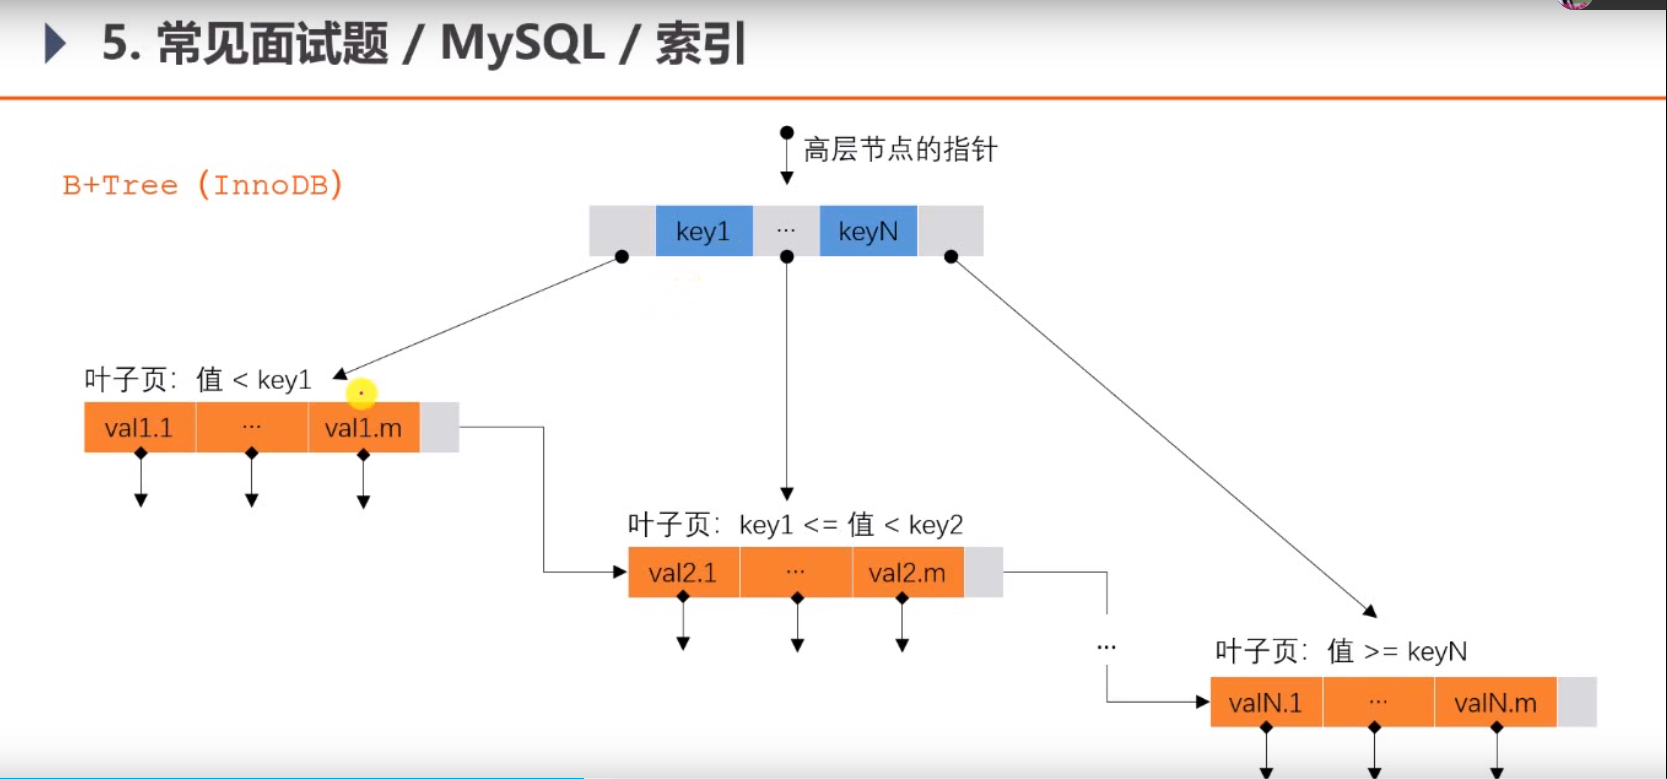 5. 常见面试题 / MySQL / 索引
高层节点的指针
B+Tree (InnoDB)
key1 ... keyN
叶子页：值 < key1
val1.1 ... val1.m
叶子页：key1 <= 值 < key2
val2.1 ... val2.m
...
叶子页：值 >= keyN
valN.1 ... valN.m